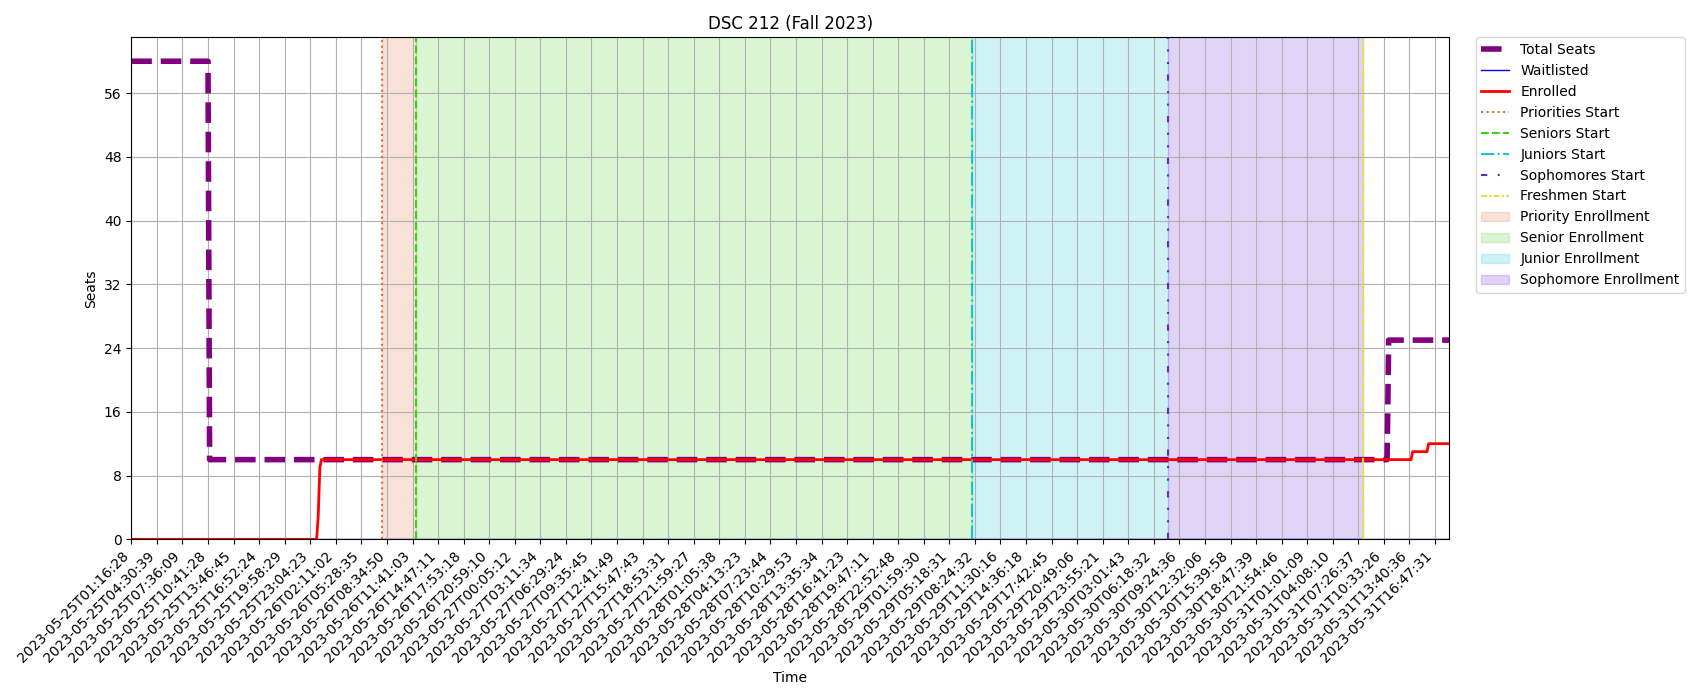 DSC 212 (Fall 2023)
Seats
56
48
40
32
24
16
8
0
Total Seats
Waitlisted
Enrolled
Priorities Start
Seniors Start
Juniors Start
Sophomores Start
Freshmen Start
Priority Enrollment
Senior Enrollment
Junior Enrollment
Sophomore Enrollment
2023-05-25T01:16:28
2023-05-25T04:30:39
2023-05-25T07:36:09
2023-05-25T10:41:28
2023-05-25T13:46:45
2023-05-25T16:52:24
2023-05-25T19:58:29
2023-05-25T23:04:23
2023-05-26T02:11:02
2023-05-26T05:28:35
2023-05-26T08:34:50
2023-05-26T11:41:03
2023-05-26T14:47:11
2023-05-26T17:53:18
2023-05-26T20:59:10
2023-05-27T00:05:12
2023-05-27T03:11:34
2023-05-27T06:29:24
2023-05-27T09:35:45
2023-05-27T12:41:49
2023-05-27T15:47:43
2023-05-27T18:53:31
2023-05-27T21:59:27
2023-05-28T01:05:38
2023-05-28T04:13:23
2023-05-28T07:23:44
2023-05-28T10:29:53
2023-05-28T13:35:34
2023-05-28T16:41:23
2023-05-28T19:47:11
2023-05-28T22:52:48
2023-05-29T01:59:30
2023-05-29T05:18:31
2023-05-29T08:24:32
2023-05-29T11:30:16
2023-05-29T14:36:18
2023-05-29T17:42:45
2023-05-29T20:49:06
2023-05-29T23:55:21
2023-05-30T03:01:43
2023-05-30T06:18:32
2023-05-30T09:24:36
2023-05-30T12:32:06
2023-05-30T15:39:58
2023-05-30T18:47:39
2023-05-30T21:54:46
2023-05-31T01:01:09
2023-05-31T04:08:10
2023-05-31T07:26:37
2023-05-31T10:33:26
2023-05-31T13:40:36
2023-05-31T16:47:31
Time